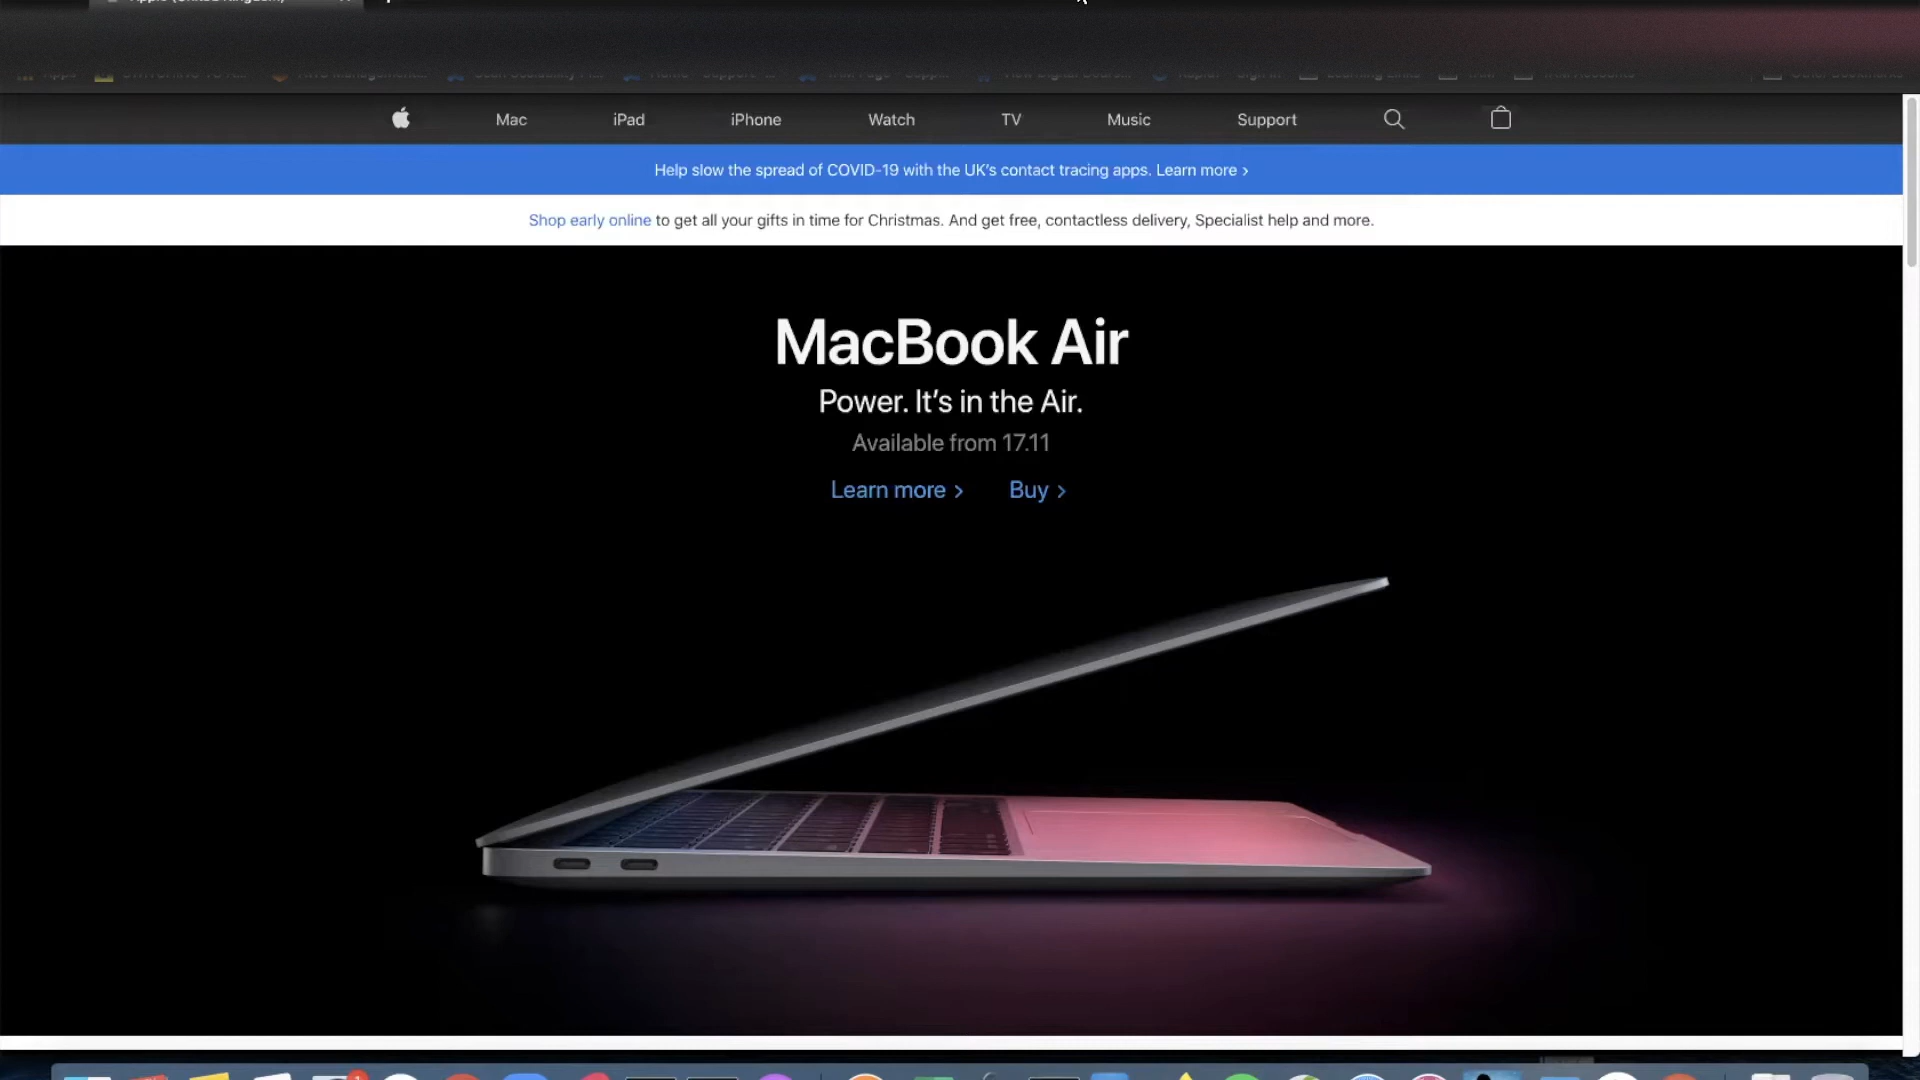 Mac iPad iPhone Watch TV Music Support
Help slow the spread of COVID-19 with the UK's contact tracing apps. Learn more >
Shop early online to get all your gifts in time for Christmas. And get free, contactless delivery, Specialist help and more.
MacBook Air
Power. It's in the Air.
Available from 17.11
Learn more > Buy >